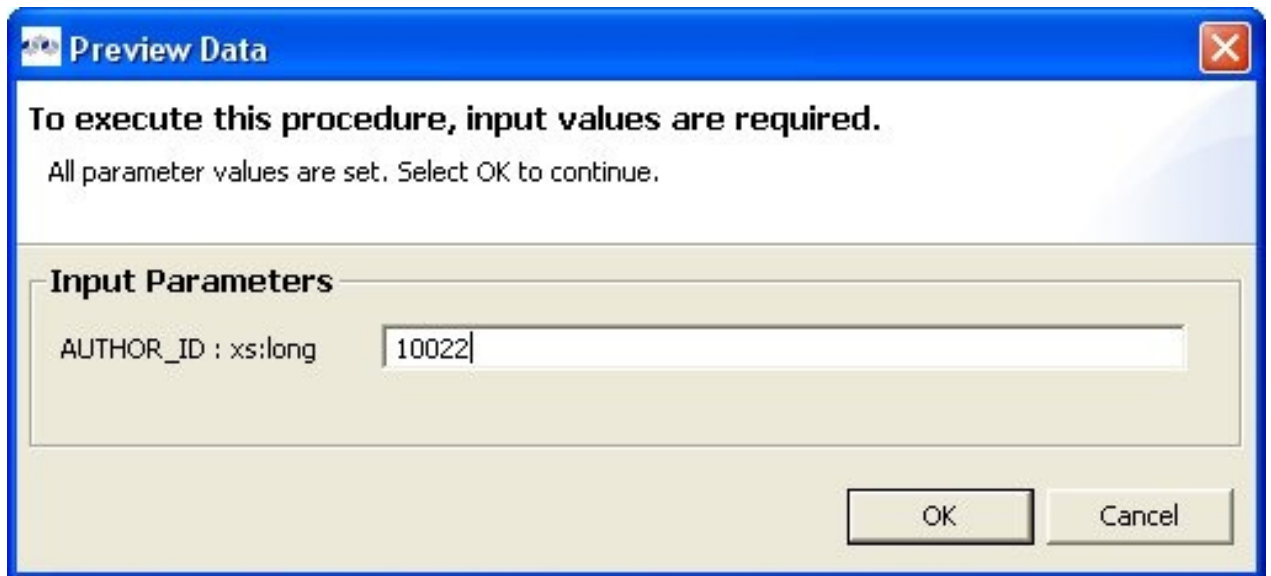 Preview Data
To execute this procedure, input values are required.
All parameter values are set. Select OK to continue.
Input Parameters
AUTHOR_ID : xs:long 10022
OK Cancel